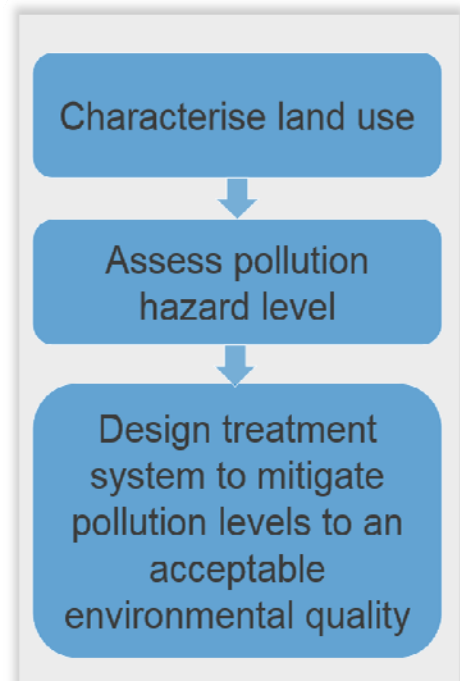 Characterise land use
Assess pollution
hazard level
Design treatment
system to mitigate
pollution levels to an
acceptable
environmental quality